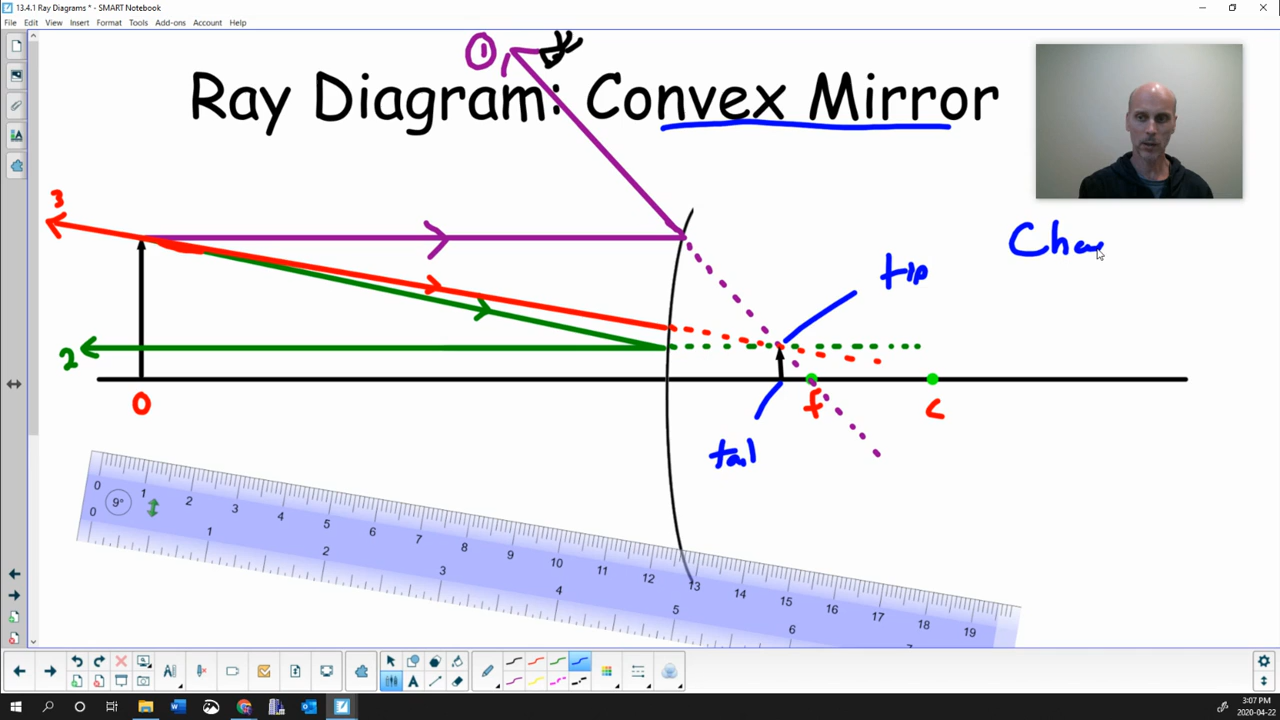 13.4.1 Ray Diagrams * - SMART Notebook
File Edit View Insert Format Tools Add-ons Account Help
1
Ray Diagram: Convex Mirror
3
Cha
tip
2
O
f
c
tail
0 1 2 3 4 5 6 7 8 9 10 11 12 13 14 15 16 17 18 19
9°
0 1 2 3 4 5 6
3:07 PM
2020-04-22